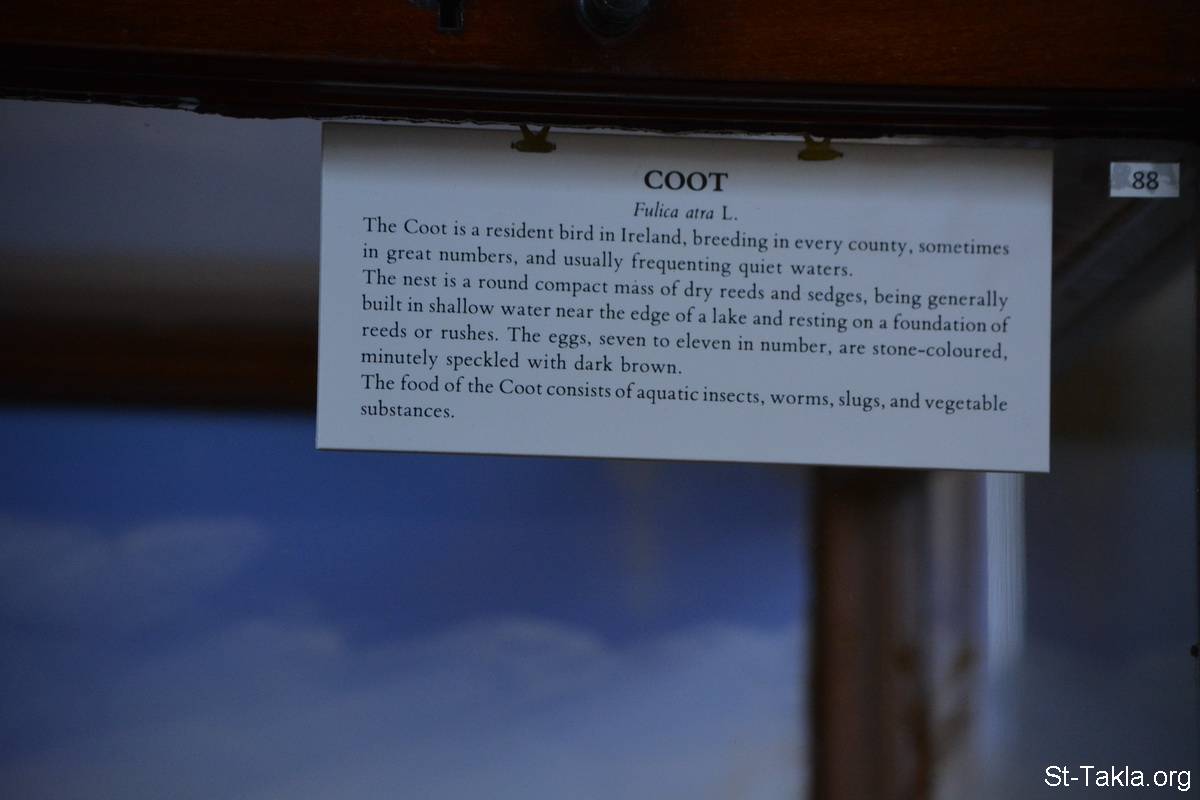 COOT
Fulica atra L.
The Coot is a resident bird in Ireland, breeding in every county, sometimes
in great numbers, and usually frequenting quiet waters.
The nest is a round compact mass of dry reeds and sedges, being generally
built in shallow water near the edge of a lake and resting on a foundation of
reeds or rushes. The eggs, seven to eleven in number, are stone-coloured,
minutely speckled with dark brown.
The food of the Coot consists of aquatic insects, worms, slugs, and vegetable
substances.
88
St-Takla.org